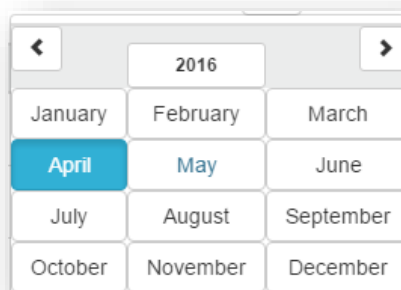 2016
January February March
April May June
July August September
October November December